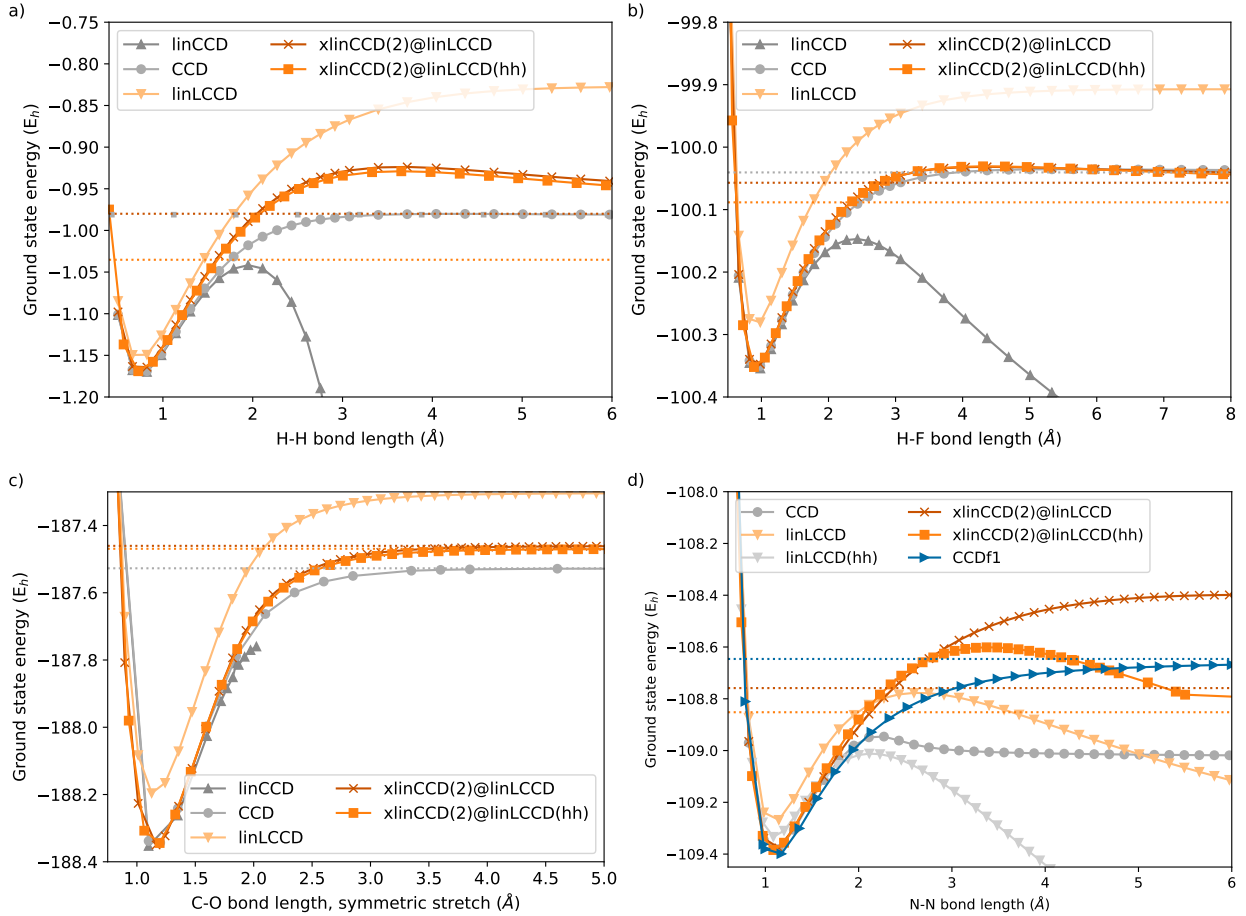 a)
Ground state energy (E_h)
−0.75
−0.80
−0.85
−0.90
−0.95
−1.00
−1.05
−1.10
−1.15
−1.20
linCCD
CCD
linLCCD
xlinCCD(2)@linLCCD
xlinCCD(2)@linLCCD(hh)
1 2 3 4 5 6
H-H bond length (Å)
b)
Ground state energy (E_h)
−99.8
−99.9
−100.0
−100.1
−100.2
−100.3
−100.4
linCCD
CCD
linLCCD
xlinCCD(2)@linLCCD
xlinCCD(2)@linLCCD(hh)
1 2 3 4 5 6 7 8
H-F bond length (Å)
c)
Ground state energy (E_h)
−187.4
−187.6
−187.8
−188.0
−188.2
−188.4
linCCD
CCD
linLCCD
xlinCCD(2)@linLCCD
xlinCCD(2)@linLCCD(hh)
1.0 1.5 2.0 2.5 3.0 3.5 4.0 4.5 5.0
C-O bond length, symmetric stretch (Å)
d)
Ground state energy (E_h)
−108.0
−108.2
−108.4
−108.6
−108.8
−109.0
−109.2
−109.4
CCD
linLCCD
linLCCD(hh)
xlinCCD(2)@linLCCD
xlinCCD(2)@linLCCD(hh)
CCDf1
1 2 3 4 5 6
N-N bond length (Å)